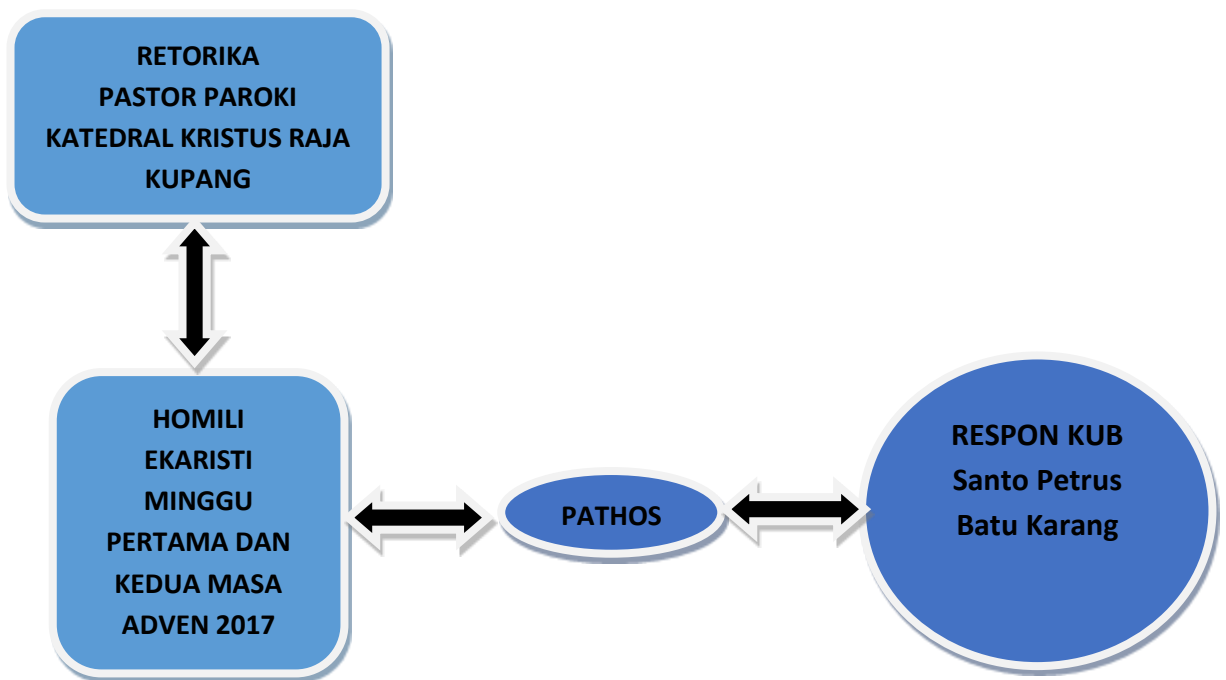 RETORIKA
PASTOR PAROKI
KATEDRAL KRISTUS RAJA
KUPANG
HOMILI
EKARISTI
MINGGU
PERTAMA DAN
KEDUA MASA
ADVEN 2017
PATHOS
RESPON KUB
Santo Petrus
Batu Karang